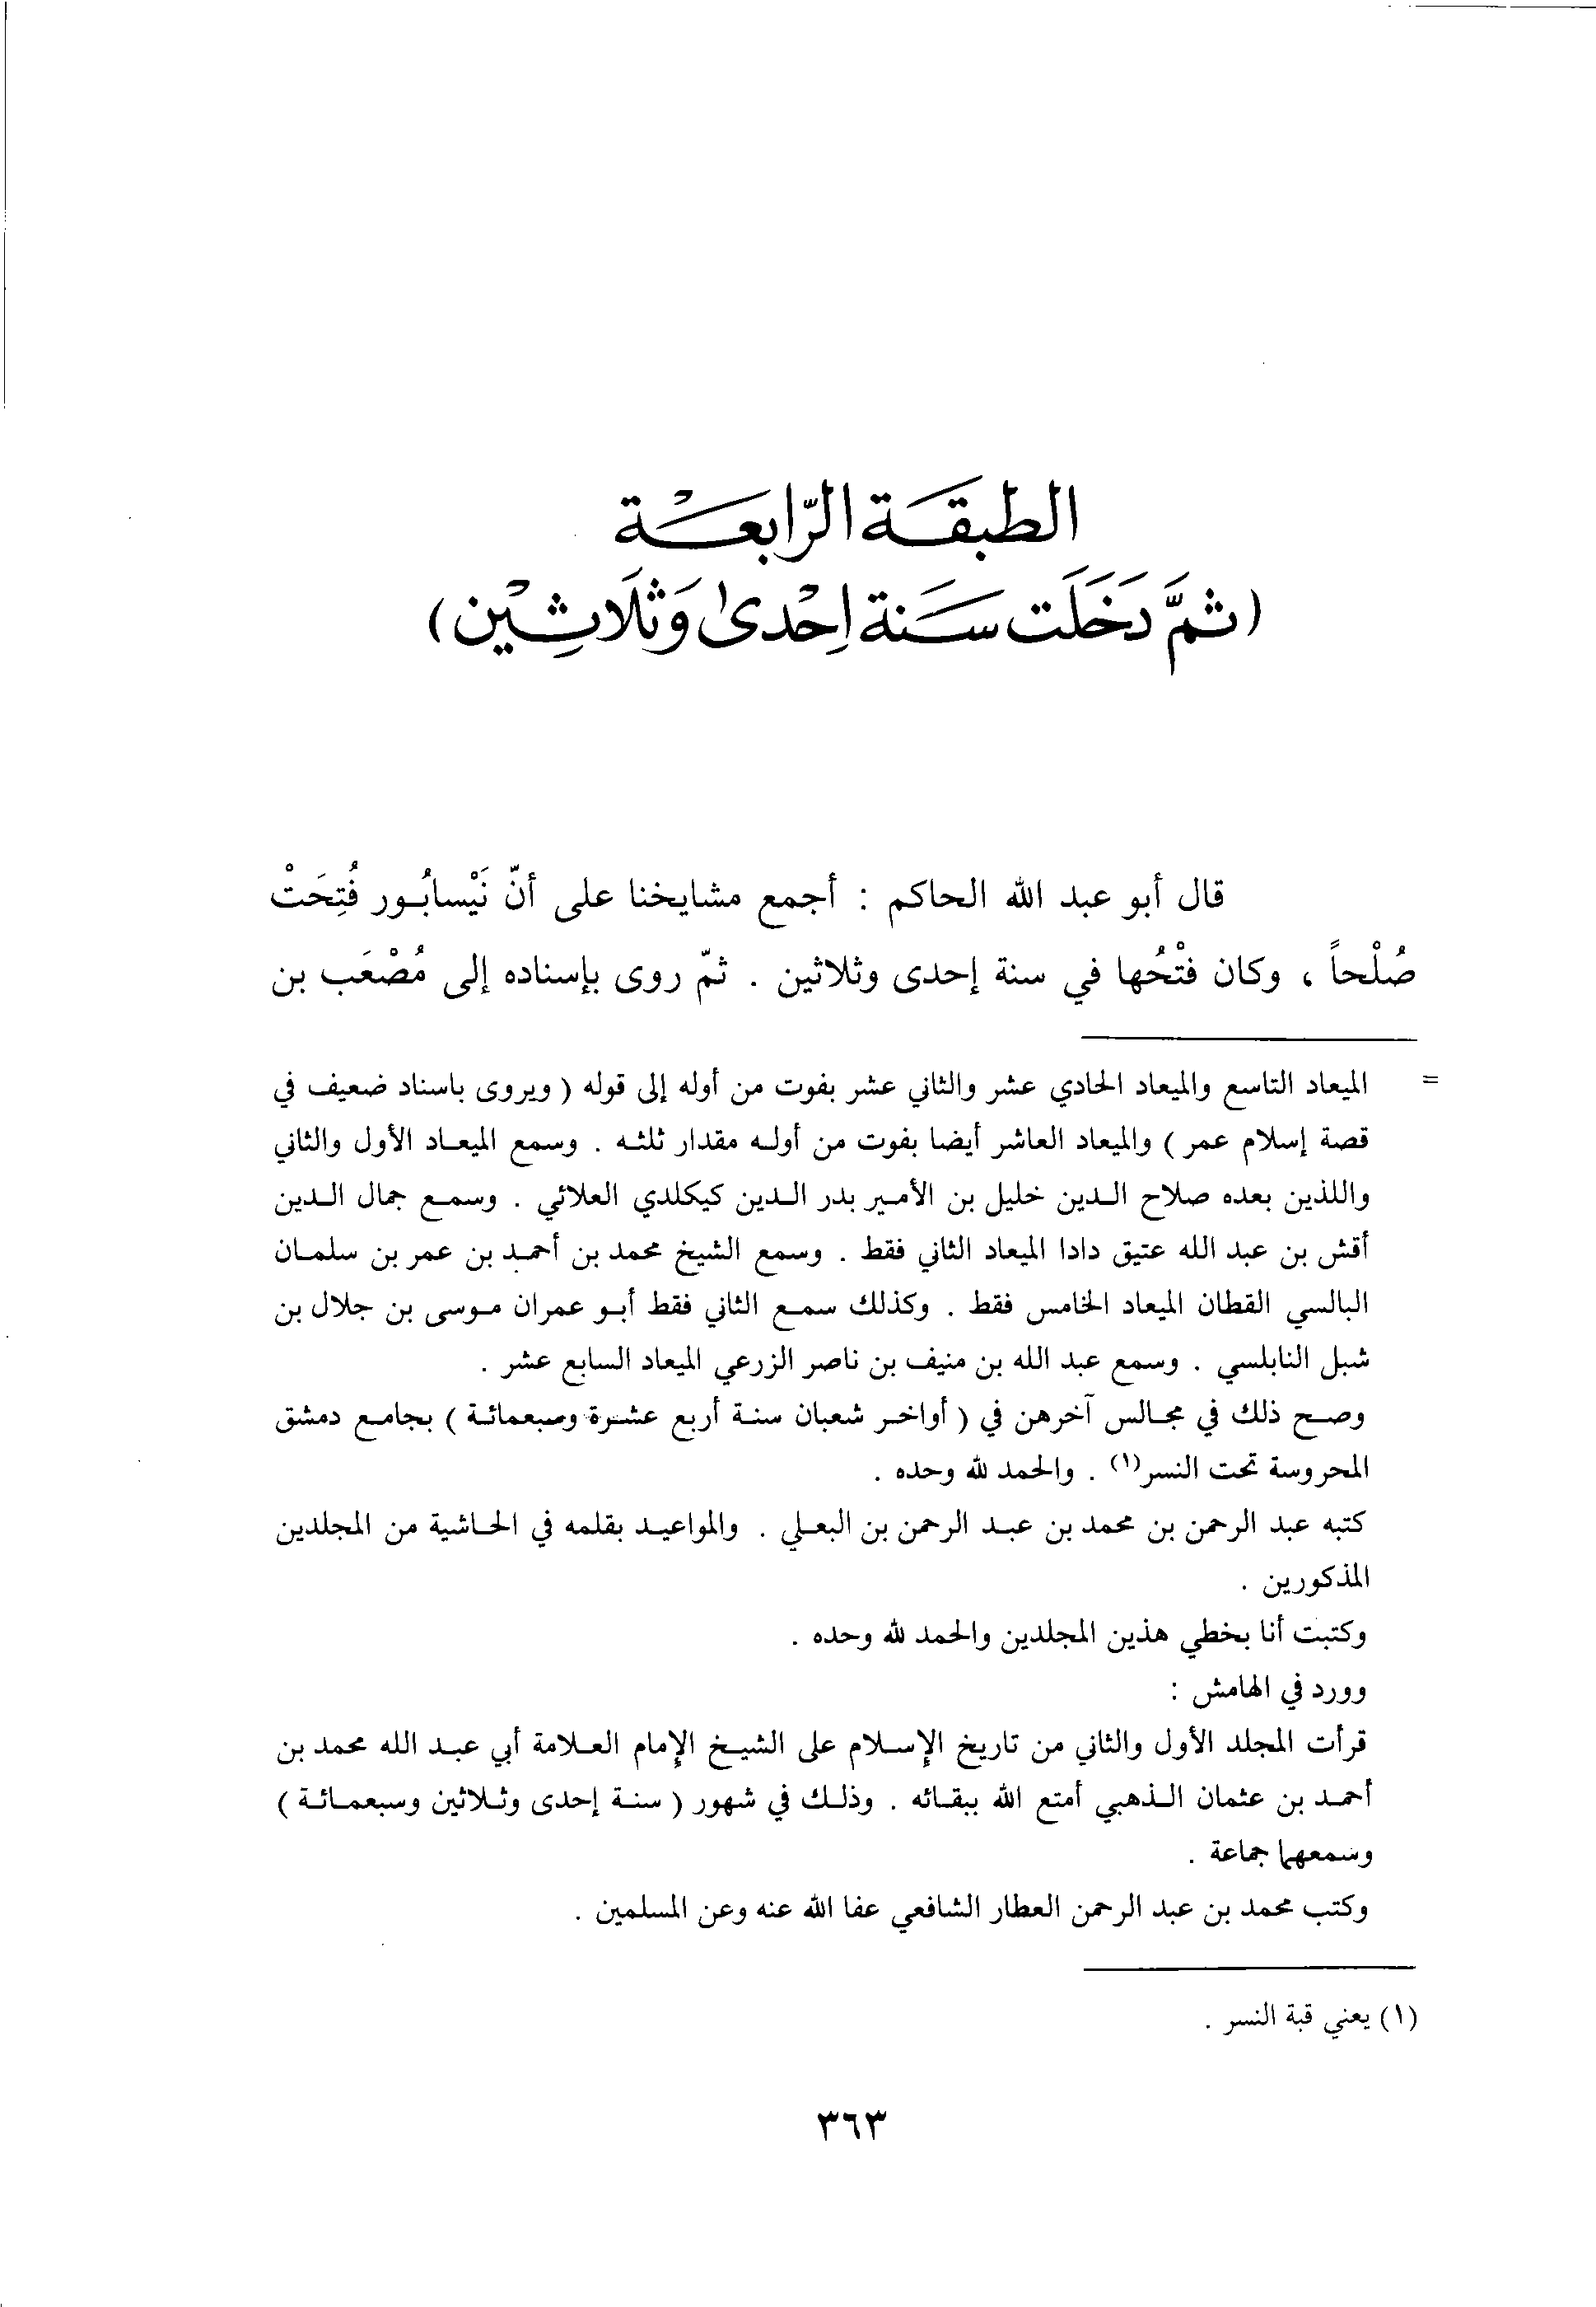 الطبقة الرّابعَة
(ثمَّ دَخَلَت سَنة إحْدىٰ وَثلَاثِيْن)
قال أبو عبد الله الحاكم : أجمع مشايخنا على أنّ نَيْسابُور فُتِحَتْ
صُلْحاً ، وكان فتْحُها في سنة إحدى وثلاثين . ثمّ روى بإسناده إلى مُصْعَب بن
= الميعاد التاسع والميعاد الحادي عشر والثاني عشر بفوت من أوله إلى قوله ( ويروى باسناد ضعيف في
قصة إسلام عمر ) والميعاد العاشر أيضا بفوت من أوله مقدار ثلثه . وسمع الميعاد الأول والثاني
واللذين بعده صلاح الدين خليل بن الأمير بدر الدين كيكلدي العلائي . وسمع جمال الدين
أقش بن عبد الله عتيق دادا الميعاد الثاني فقط . وسمع الشيخ محمد بن أحمد بن عمر بن سلمان
البالسي القطان الميعاد الخامس فقط . وكذلك سمع الثاني فقط أبو عمران موسى بن جلال بن
شبل النابلسي . وسمع عبد الله بن منيف بن ناصر الزرعي الميعاد السابع عشر .
وصح ذلك في مجالس آخرهن في ( أواخر شعبان سنة أربع عشرة وسبعمائة ) بجامع دمشق
المحروسة تحت النسر(١) . والحمد لله وحده .
كتبه عبد الرحمن بن محمد بن عبد الرحمن بن البعلي . والمواعيد بقلمه في الحاشية من المجلدين
المذكورين .
وكتبت أنا بخطي هذين المجلدين والحمد لله وحده .
وورد في الهامش :
قرأت المجلد الأول والثاني من تاريخ الإسلام على الشيخ الإمام العلامة أبي عبد الله محمد بن
أحمد بن عثمان الذهبي أمتع الله ببقائه . وذلك في شهور ( سنة إحدى وثلاثين وسبعمائة )
وسمعهما جماعة .
وكتب محمد بن عبد الرحمن العطار الشافعي عفا الله عنه وعن المسلمين .
(١) يعني قبة النسر .
٣٦٣